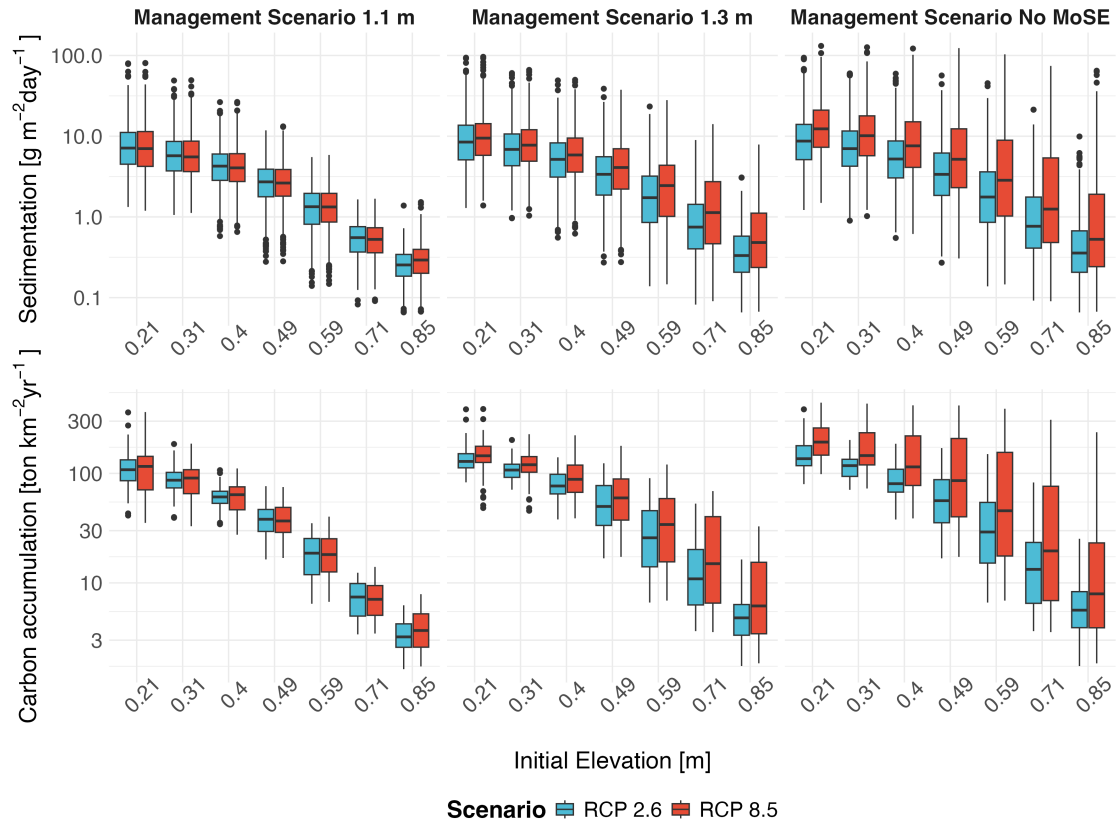 Management Scenario 1.1 m Management Scenario 1.3 m Management Scenario No MoSE
Sedimentation [g m⁻²day⁻¹ ]
100.0
10.0
1.0
0.1
0.21 0.31 0.4 0.49 0.59 0.71 0.85 0.21 0.31 0.4 0.49 0.59 0.71 0.85 0.21 0.31 0.4 0.49 0.59 0.71 0.85
Carbon accumulation [ton km⁻²yr⁻¹ ]
300
100
30
10
3
0.21 0.31 0.4 0.49 0.59 0.71 0.85 0.21 0.31 0.4 0.49 0.59 0.71 0.85 0.21 0.31 0.4 0.49 0.59 0.71 0.85
Initial Elevation [m]
Scenario RCP 2.6 RCP 8.5